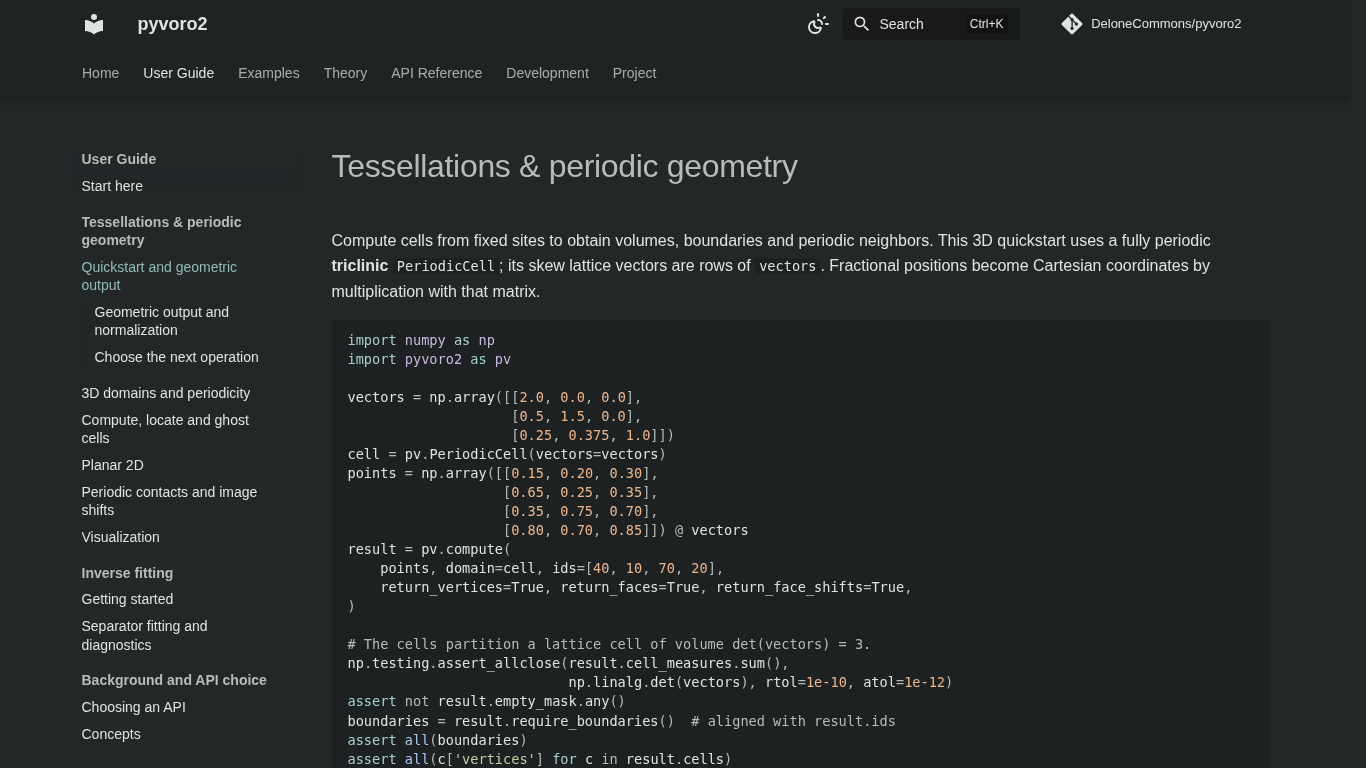 pyvoro2
Search
Ctrl+K
DeloneCommons/pyvoro2
Home
User Guide
Examples
Theory
API Reference
Development
Project
User Guide
Start here
Tessellations & periodic
geometry
Quickstart and geometric
output
Geometric output and
normalization
Choose the next operation
3D domains and periodicity
Compute, locate and ghost
cells
Planar 2D
Periodic contacts and image
shifts
Visualization
Inverse fitting
Getting started
Separator fitting and
diagnostics
Background and API choice
Choosing an API
Concepts
Tessellations & periodic geometry
Compute cells from fixed sites to obtain volumes, boundaries and periodic neighbors. This 3D quickstart uses a fully periodic
triclinic PeriodicCell; its skew lattice vectors are rows of vectors. Fractional positions become Cartesian coordinates by
multiplication with that matrix.
import numpy as np
import pyvoro2 as pv

vectors = np.array([[2.0, 0.0, 0.0],
                    [0.5, 1.5, 0.0],
                    [0.25, 0.375, 1.0]])
cell = pv.PeriodicCell(vectors=vectors)
points = np.array([[0.15, 0.20, 0.30],
                   [0.65, 0.25, 0.35],
                   [0.35, 0.75, 0.70],
                   [0.80, 0.70, 0.85]]) @ vectors
result = pv.compute(
    points, domain=cell, ids=[40, 10, 70, 20],
    return_vertices=True, return_faces=True, return_face_shifts=True,
)

# The cells partition a lattice cell of volume det(vectors) = 3.
np.testing.assert_allclose(result.cell_measures.sum(),
                           np.linalg.det(vectors), rtol=1e-10, atol=1e-12)
assert not result.empty_mask.any()
boundaries = result.require_boundaries()  # aligned with result.ids
assert all(boundaries)
assert all(c['vertices'] for c in result.cells)